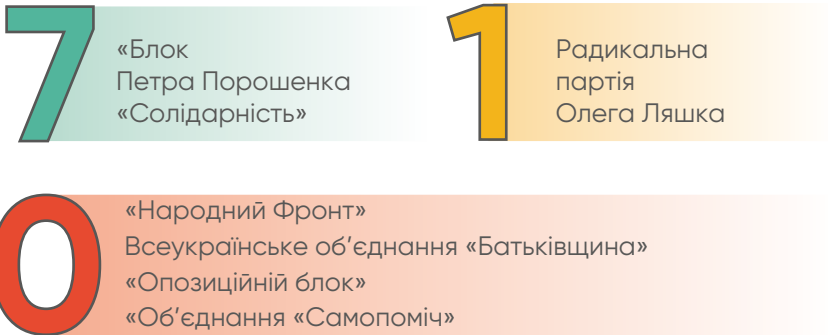 7
«Блок
Петра Порошенка
«Солідарність»
1
Радикальна
партія
Олега Ляшка
0
«Народний Фронт»
Всеукраїнське об’єднання «Батьківщина»
«Опозиційній блок»
«Об’єднання «Самопоміч»